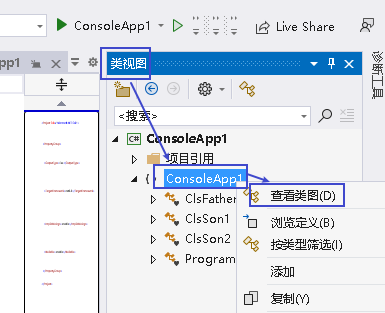 ConsoleApp1
Live Share
pp1
类视图
<搜索>
ConsoleApp1
项目引用
ConsoleApp1
ClsFather
ClsSon1
ClsSon2
Program
查看类图(D)
浏览定义(B)
按类型筛选(I)
添加
复制(Y)
诊断工具